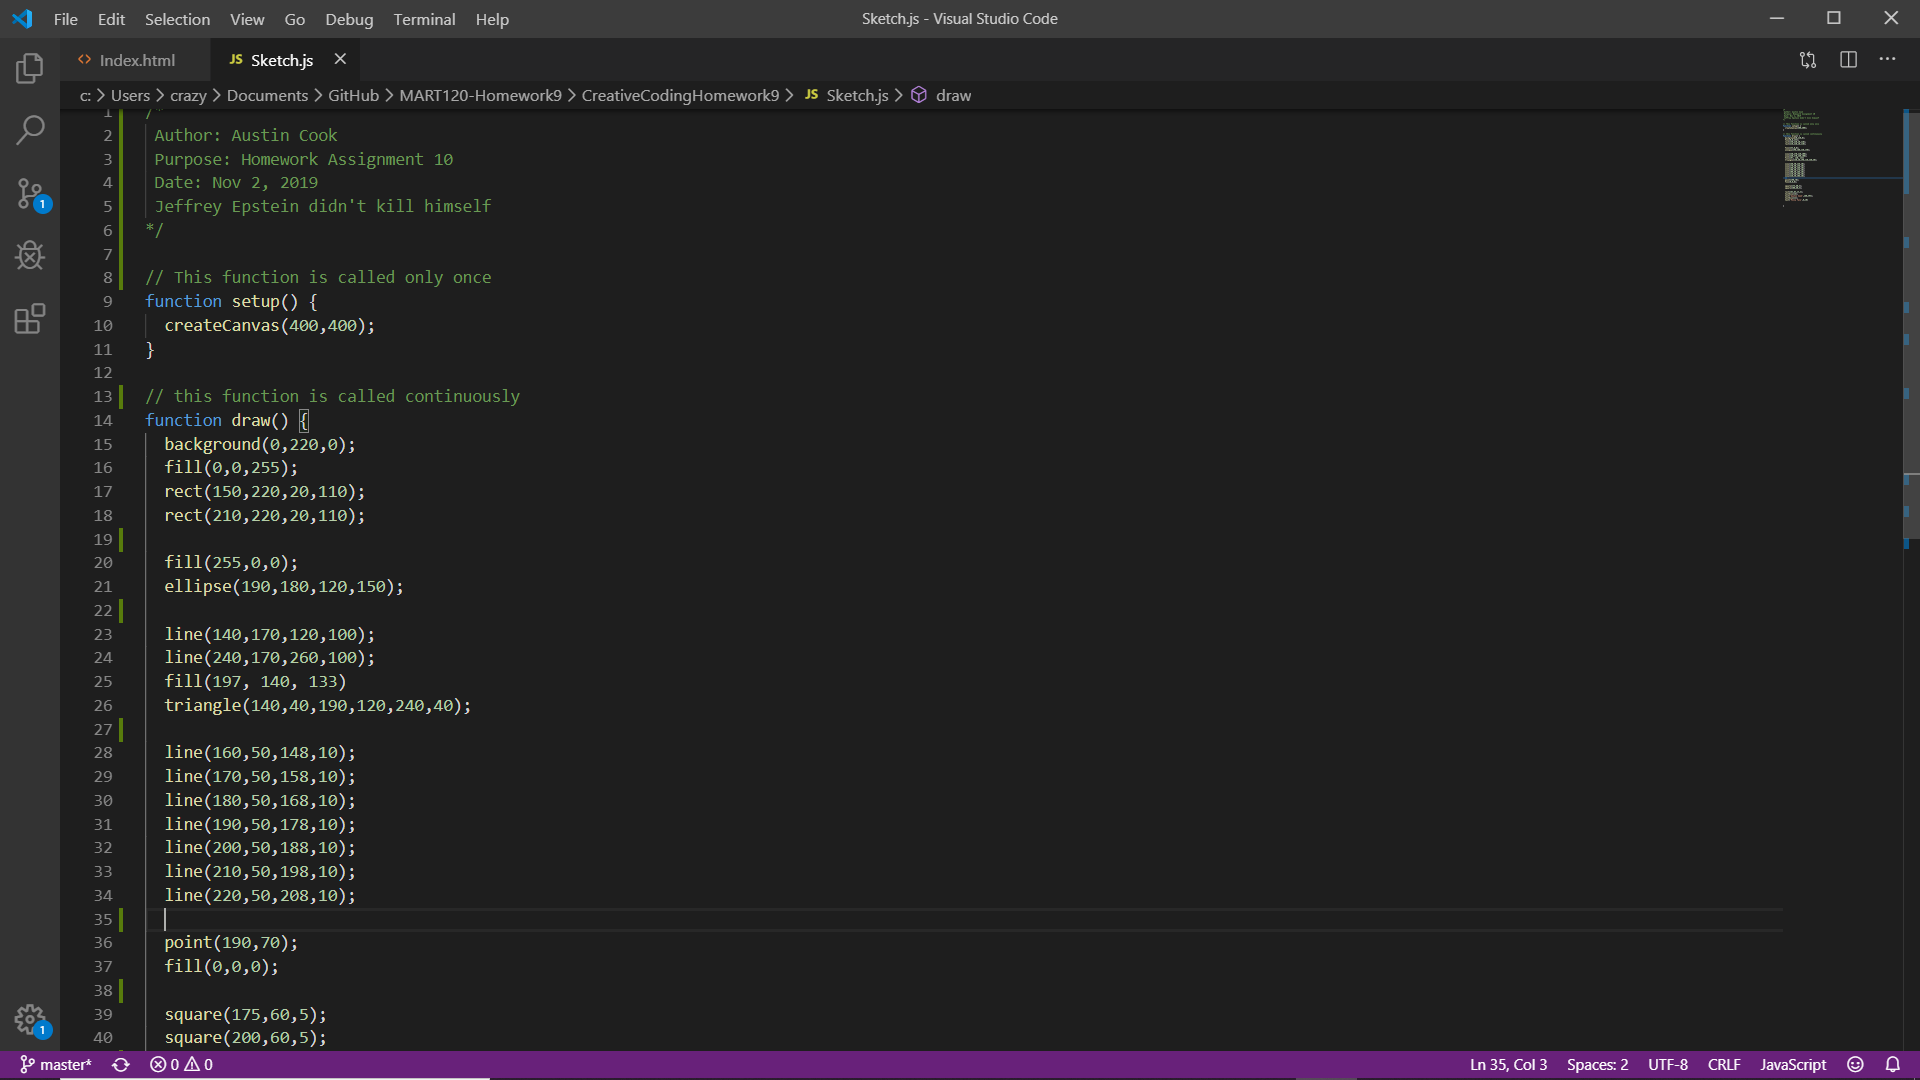 File Edit Selection View Go Debug Terminal Help
Sketch.js - Visual Studio Code
Index.html
JS Sketch.js
c: > Users > crazy > Documents > GitHub > MART120-Homework9 > CreativeCodingHomework9 > JS Sketch.js > draw
1 /*
2 Author: Austin Cook
3 Purpose: Homework Assignment 10
4 Date: Nov 2, 2019
5 Jeffrey Epstein didn't kill himself
6 */
7
8 // This function is called only once
9 function setup() {
10 createCanvas(400,400);
11 }
12
13 // this function is called continuously
14 function draw() {
15 background(0,220,0);
16 fill(0,0,255);
17 rect(150,220,20,110);
18 rect(210,220,20,110);
19
20 fill(255,0,0);
21 ellipse(190,180,120,150);
22
23 line(140,170,120,100);
24 line(240,170,260,100);
25 fill(197, 140, 133)
26 triangle(140,40,190,120,240,40);
27
28 line(160,50,148,10);
29 line(170,50,158,10);
30 line(180,50,168,10);
31 line(190,50,178,10);
32 line(200,50,188,10);
33 line(210,50,198,10);
34 line(220,50,208,10);
35
36 point(190,70);
37 fill(0,0,0);
38
39 square(175,60,5);
40 square(200,60,5);
1
1
master* 0 0
Ln 35, Col 3 Spaces: 2 UTF-8 CRLF JavaScript